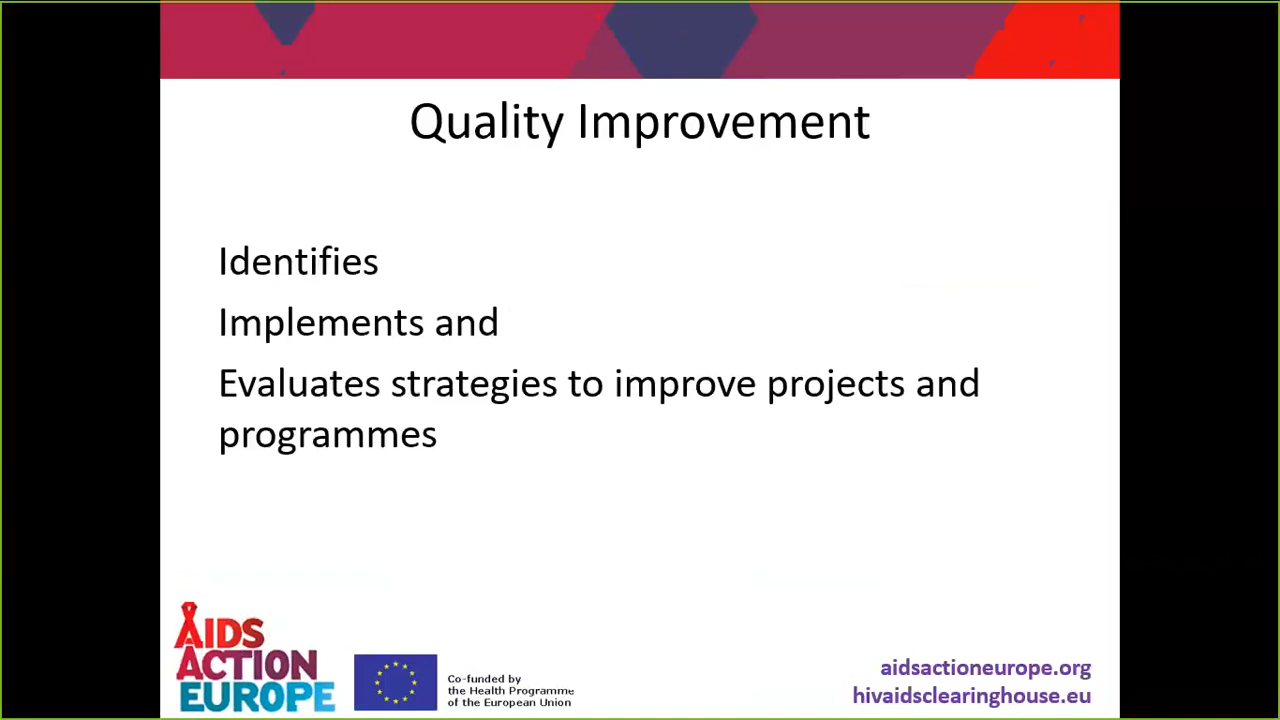 Quality Improvement
Identifies
Implements and
Evaluates strategies to improve projects and
programmes
AIDS
ACTION
EUROPE
Co-funded by
the Health Programme
of the European Union
aidsactioneurope.org
hivaidsclearinghouse.eu